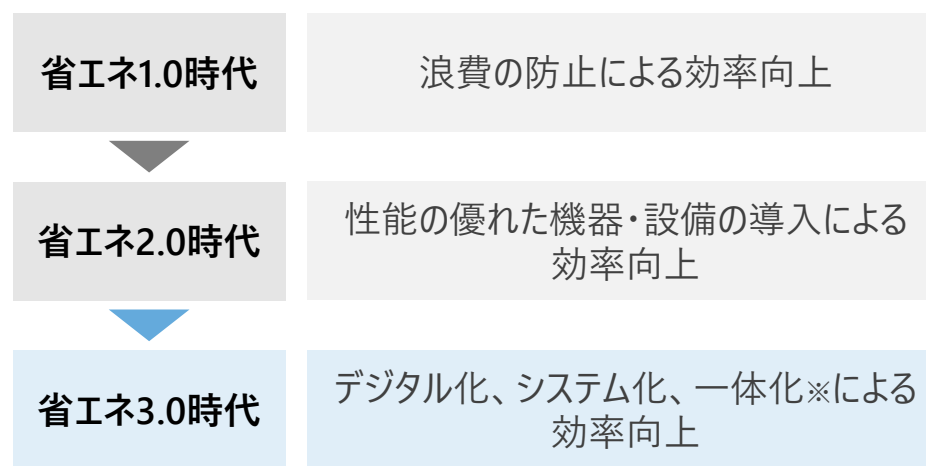 省エネ1.0時代
浪費の防止による効率向上
省エネ2.0時代
性能の優れた機器・設備の導入による
効率向上
省エネ3.0時代
デジタル化、システム化、一体化※による
効率向上